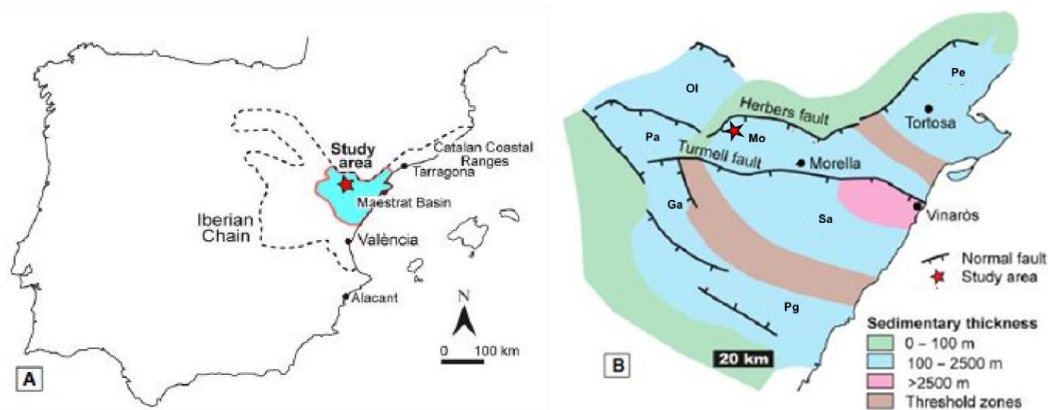 Study
area
Catalan Coastal
Ranges
Tarragona
Maestrat Basin
Iberian
Chain
València
Alacant
N
0 100 km
A
Ol
Pe
Herbers fault
Tortosa
Pa
Mo
Turmell fault
Morella
Ga
Sa
Vinaròs
Normal fault
Study area
Pg
Sedimentary thickness
0 – 100 m
100 – 2500 m
>2500 m
Threshold zones
20 km
B